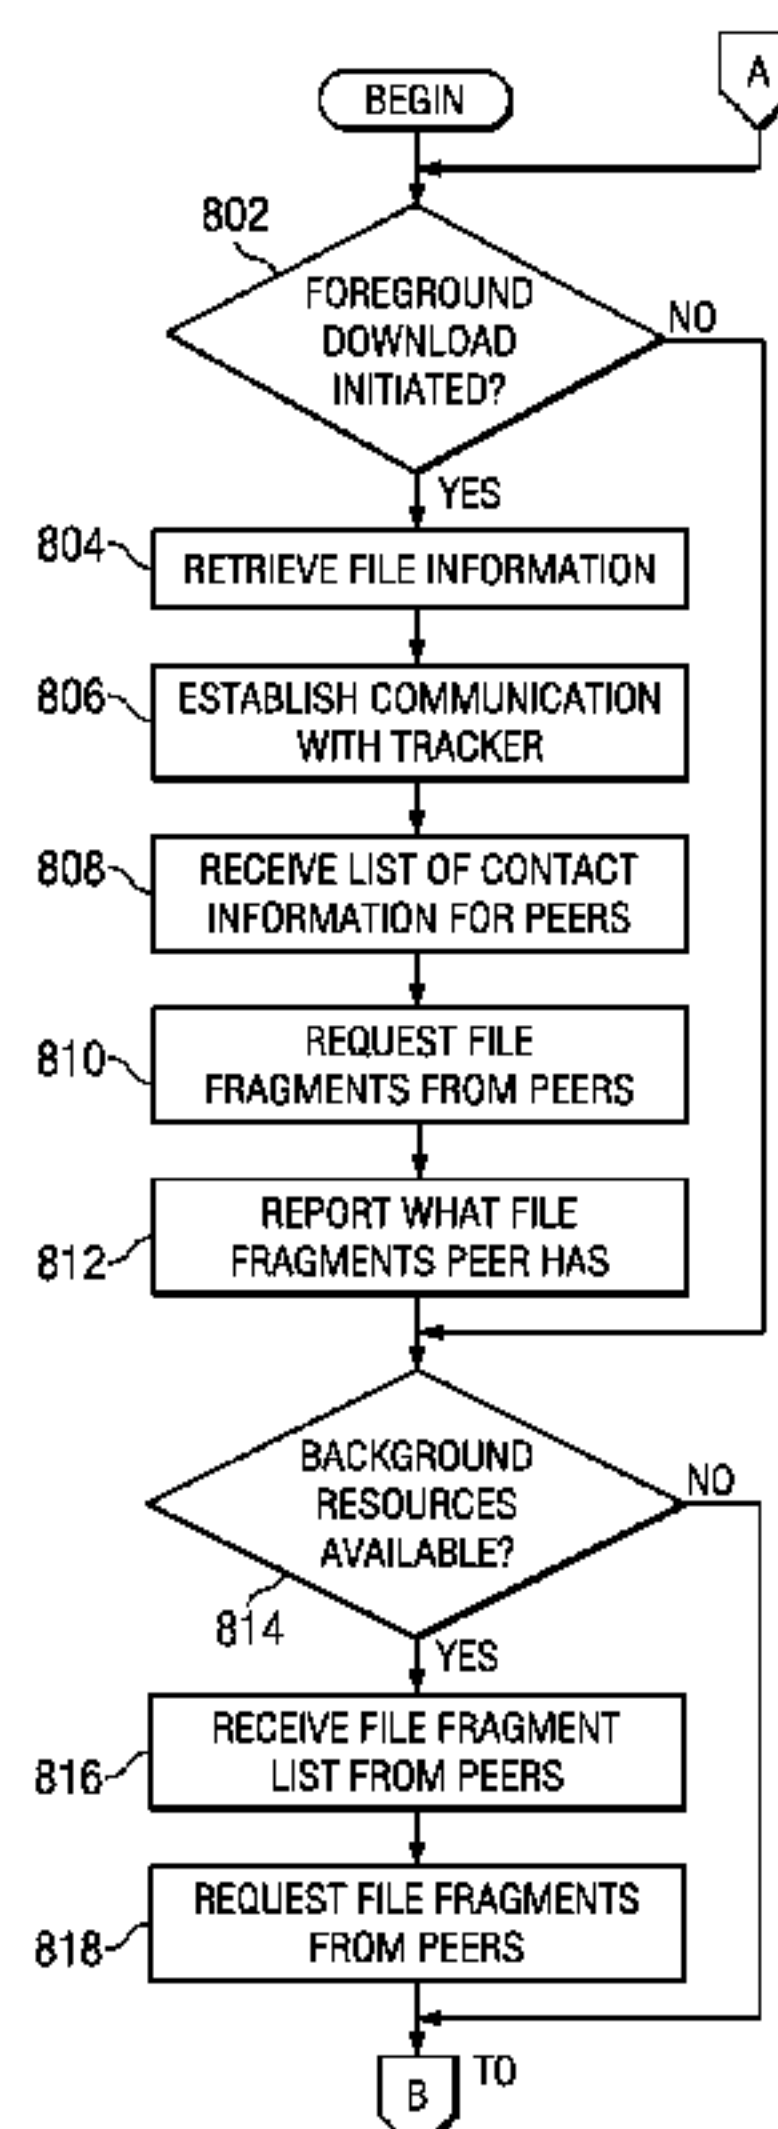 BEGIN
A
802
FOREGROUND
DOWNLOAD
INITIATED?
NO
YES
804
RETRIEVE FILE INFORMATION
806
ESTABLISH COMMUNICATION
WITH TRACKER
808
RECEIVE LIST OF CONTACT
INFORMATION FOR PEERS
810
REQUEST FILE
FRAGMENTS FROM PEERS
812
REPORT WHAT FILE
FRAGMENTS PEER HAS
BACKGROUND
RESOURCES
AVAILABLE?
NO
814
YES
816
RECEIVE FILE FRAGMENT
LIST FROM PEERS
818
REQUEST FILE FRAGMENTS
FROM PEERS
B
TO